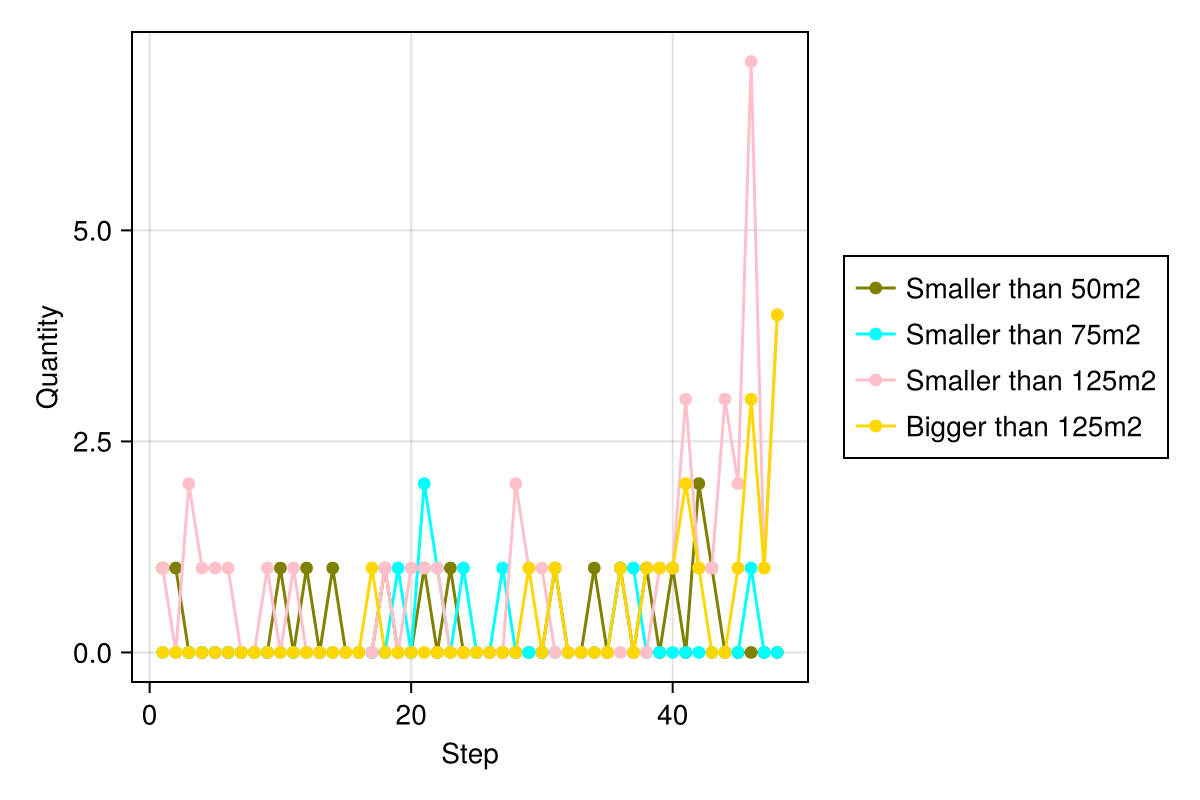 5.0
2.5
0.0
Quantity
0
20
40
Step
Smaller than 50m2
Smaller than 75m2
Smaller than 125m2
Bigger than 125m2